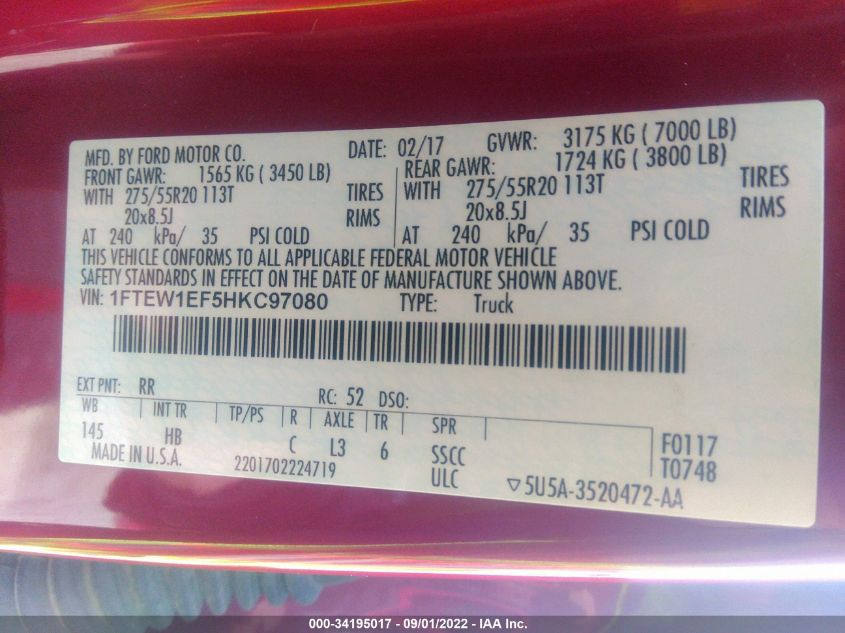 MFD. BY FORD MOTOR CO. DATE: 02/17 GVWR: 3175 KG ( 7000 LB)
FRONT GAWR: 1565 KG ( 3450 LB) REAR GAWR: 1724 KG ( 3800 LB)
WITH 275/55R20 113T TIRES WITH 275/55R20 113T TIRES
20x8.5J RIMS 20x8.5J RIMS
AT 240 kPa/ 35 PSI COLD AT 240 kPa/ 35 PSI COLD
THIS VEHICLE CONFORMS TO ALL APPLICABLE FEDERAL MOTOR VEHICLE
SAFETY STANDARDS IN EFFECT ON THE DATE OF MANUFACTURE SHOWN ABOVE.
VIN: 1FTEW1EF5HKC97080 TYPE: Truck
EXT PNT: RR RC: 52 DSO:
WB INT TR TP/PS R AXLE TR SPR
145 HB C L3 6 SSCC F0117
MADE IN U.S.A. 2201702224719 ULC T0748
▽5U5A-3520472-AA
000-34195017 - 09/01/2022 - IAA Inc.